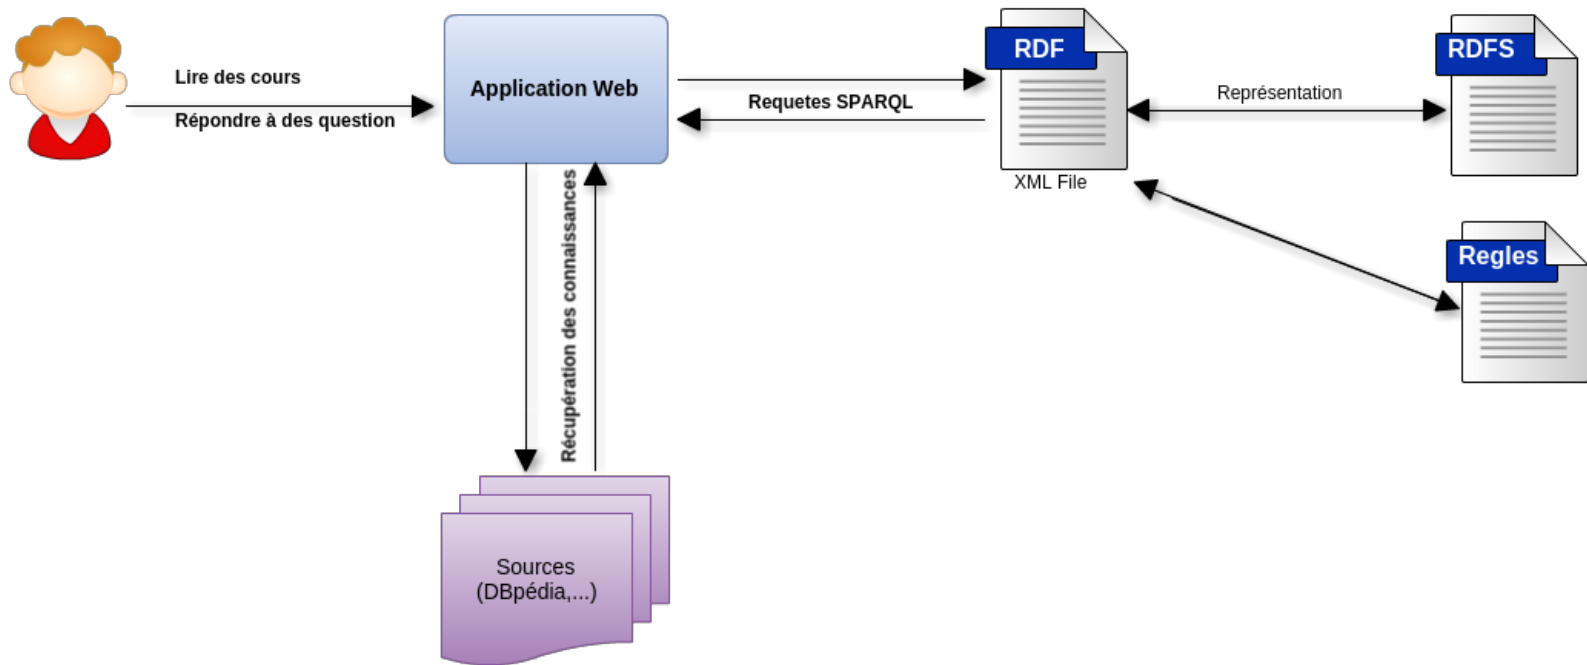 Lire des cours
Répondre à des question
Application Web
Requetes SPARQL
RDF
XML File
Représentation
RDFS
Regles
Récupération des connaissances
Sources
(DBpédia,...)